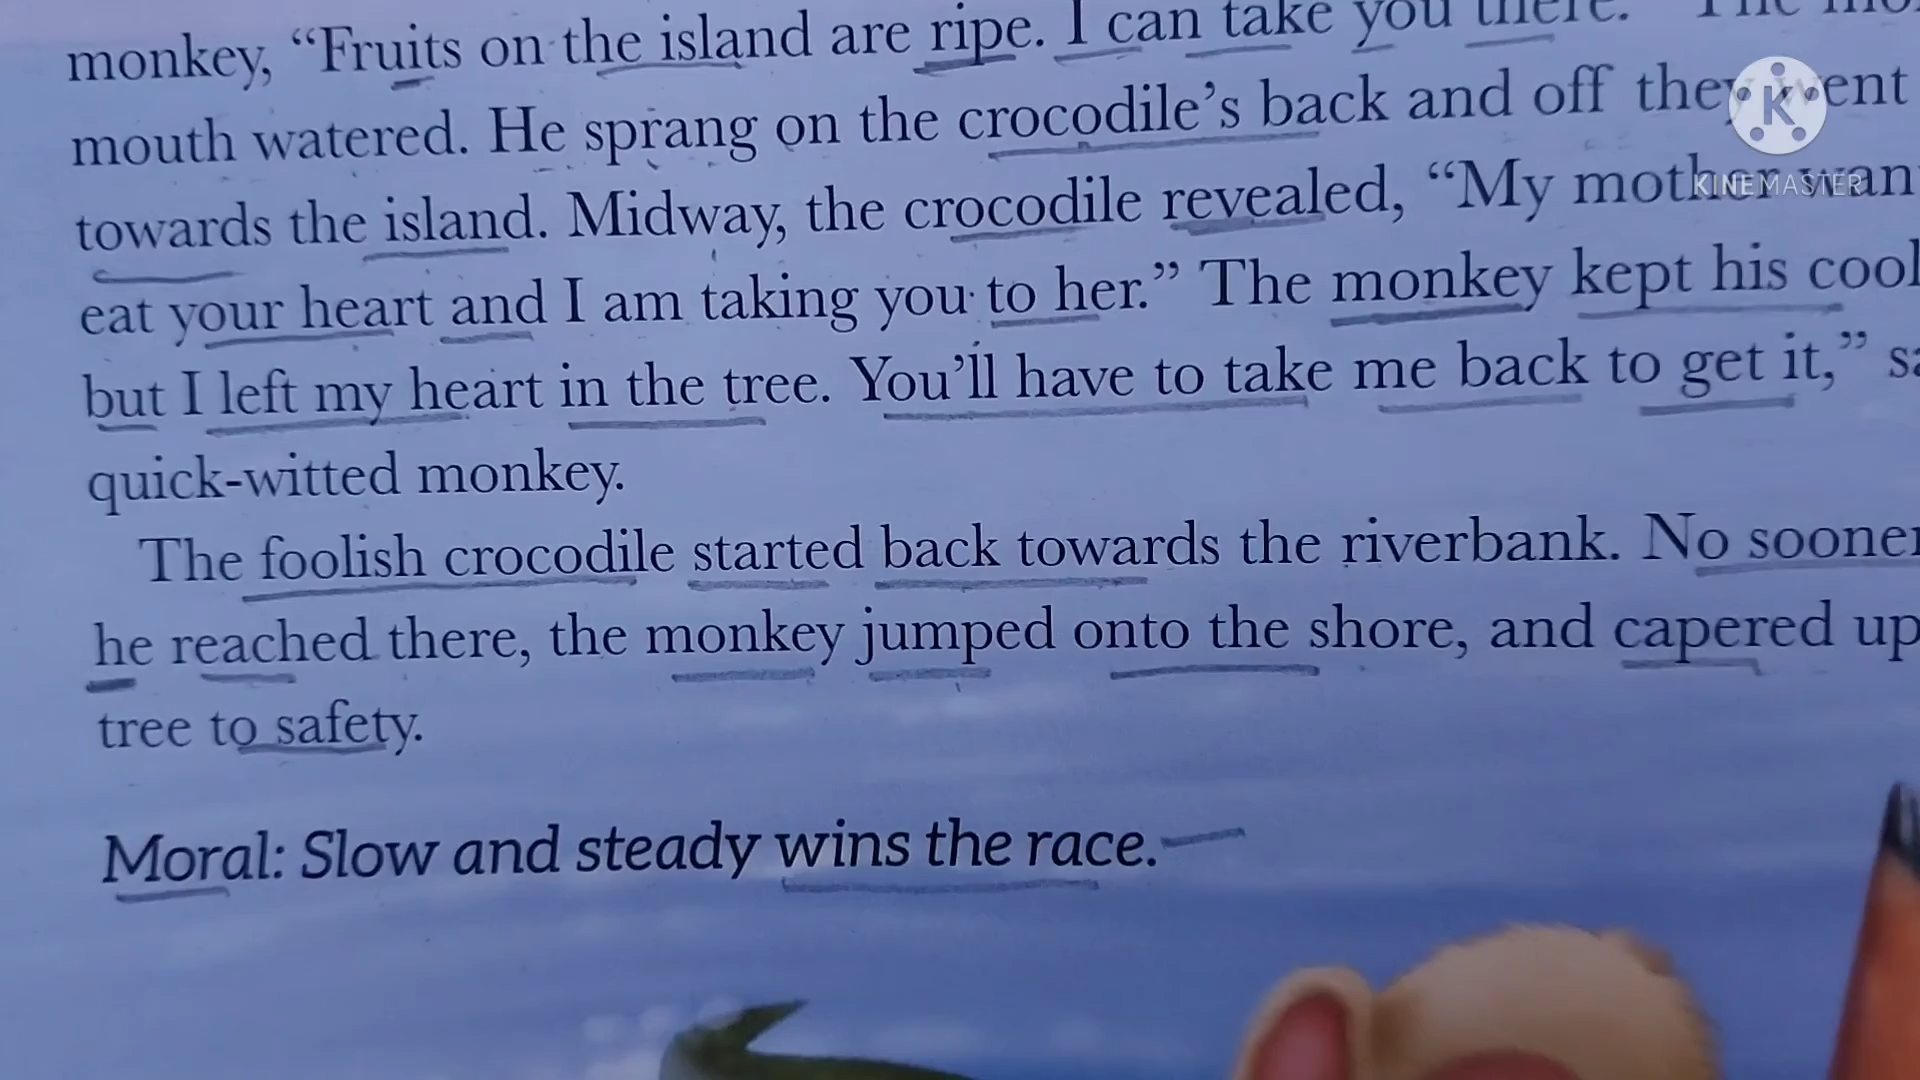 monkey, “Fruits on the island are ripe. I can take you there. The
mouth watered. He sprang on the crocodile’s back and off they went
towards the island. Midway, the crocodile revealed, “My mother
eat your heart and I am taking you to her.” The monkey kept his cool
but I left my heart in the tree. You’ll have to take me back to get it,”
quick-witted monkey.
The foolish crocodile started back towards the riverbank. No sooner
he reached there, the monkey jumped onto the shore, and capered up
tree to safety.
Moral: Slow and steady wins the race.
K
KINEMASTER